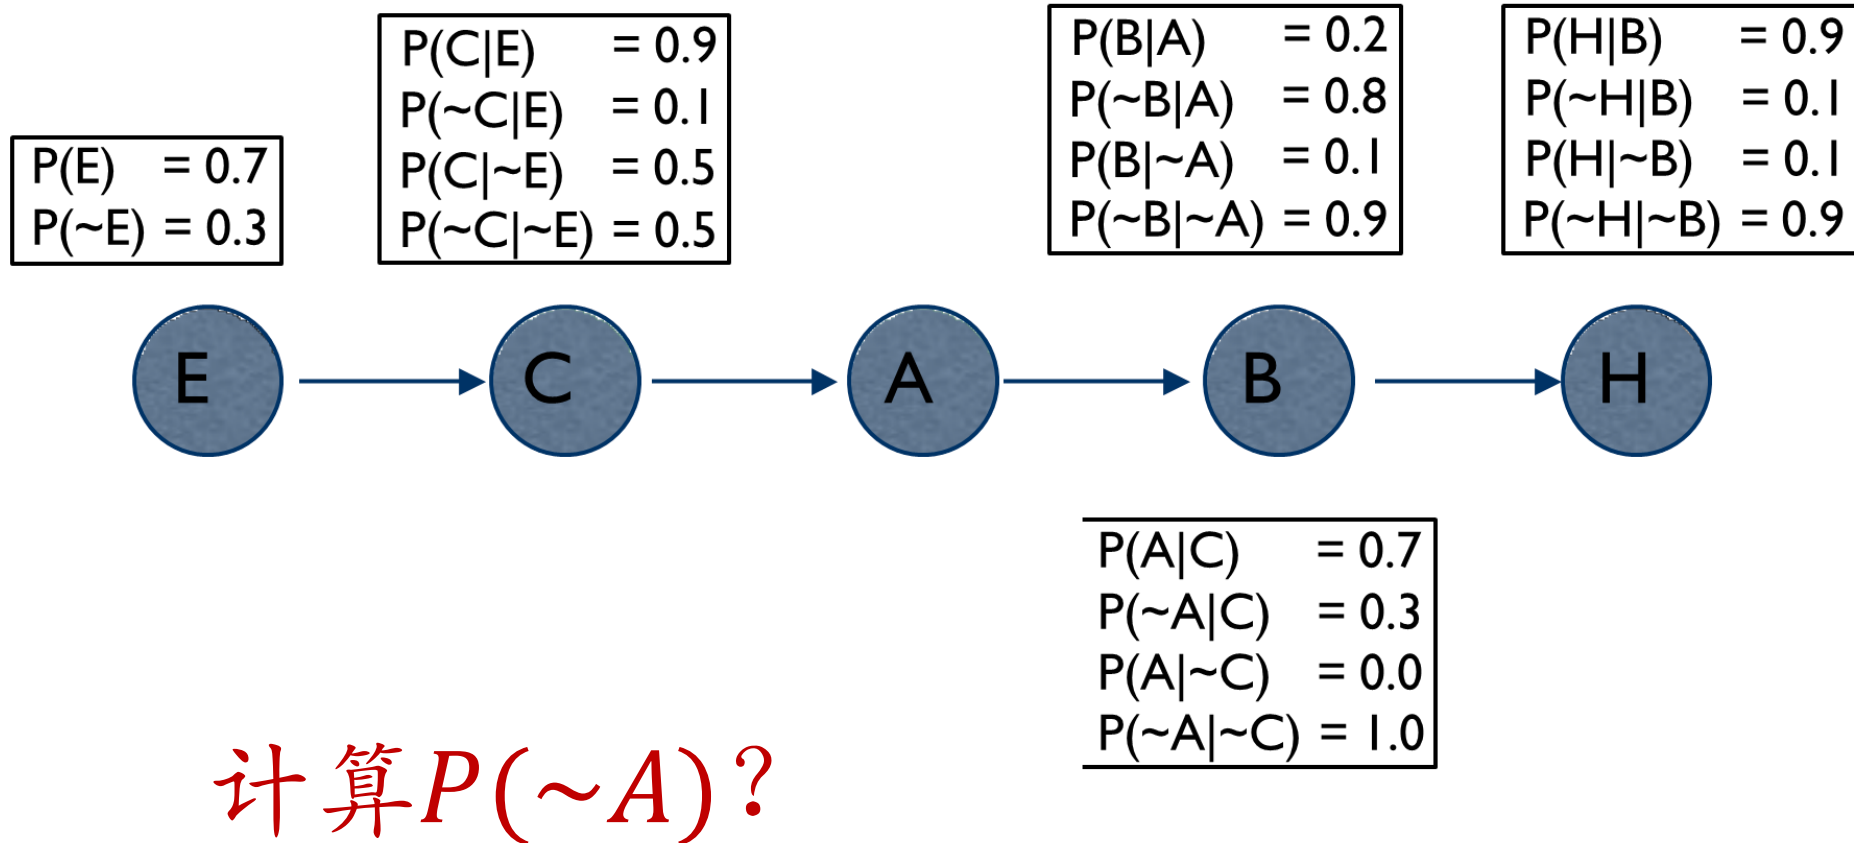 P(E) = 0.7
P(~E) = 0.3
P(C|E) = 0.9
P(~C|E) = 0.1
P(C|~E) = 0.5
P(~C|~E) = 0.5
P(B|A) = 0.2
P(~B|A) = 0.8
P(B|~A) = 0.1
P(~B|~A) = 0.9
P(H|B) = 0.9
P(~H|B) = 0.1
P(H|~B) = 0.1
P(~H|~B) = 0.9
E
C
A
B
H
P(A|C) = 0.7
P(~A|C) = 0.3
P(A|~C) = 0.0
P(~A|~C) = 1.0
计算P(~A)?